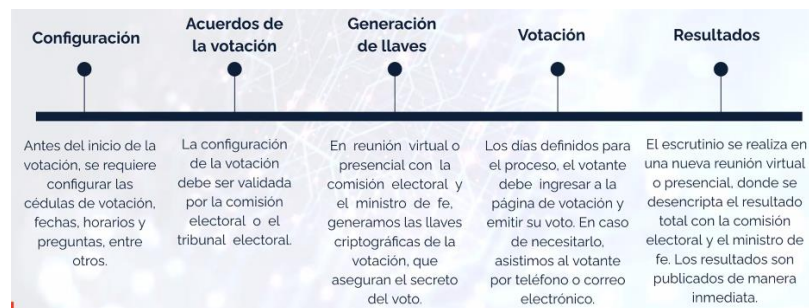 Configuración
Acuerdos de
la votación
Generación
de llaves
Votación
Resultados
Antes del inicio de la
votación, se requiere
configurar las
cédulas de votación,
fechas, horarios y
preguntas, entre
otros.
La configuración
de la votación
debe ser validada
por la comisión
electoral o el
tribunal electoral.
En reunión virtual o
presencial con la
comisión electoral y
el ministro de fe,
generamos las llaves
criptográficas de la
votación, que
aseguran el secreto
del voto.
Los días definidos para
el proceso, el votante
debe ingresar a la
página de votación y
emitir su voto. En caso
de necesitarlo,
asistimos al votante
por teléfono o correo
electrónico.
El escrutinio se realiza en
una nueva reunión virtual
o presencial, donde se
desencripta el resultado
total con la comisión
electoral y el ministro de
fe. Los resultados son
publicados de manera
inmediata.